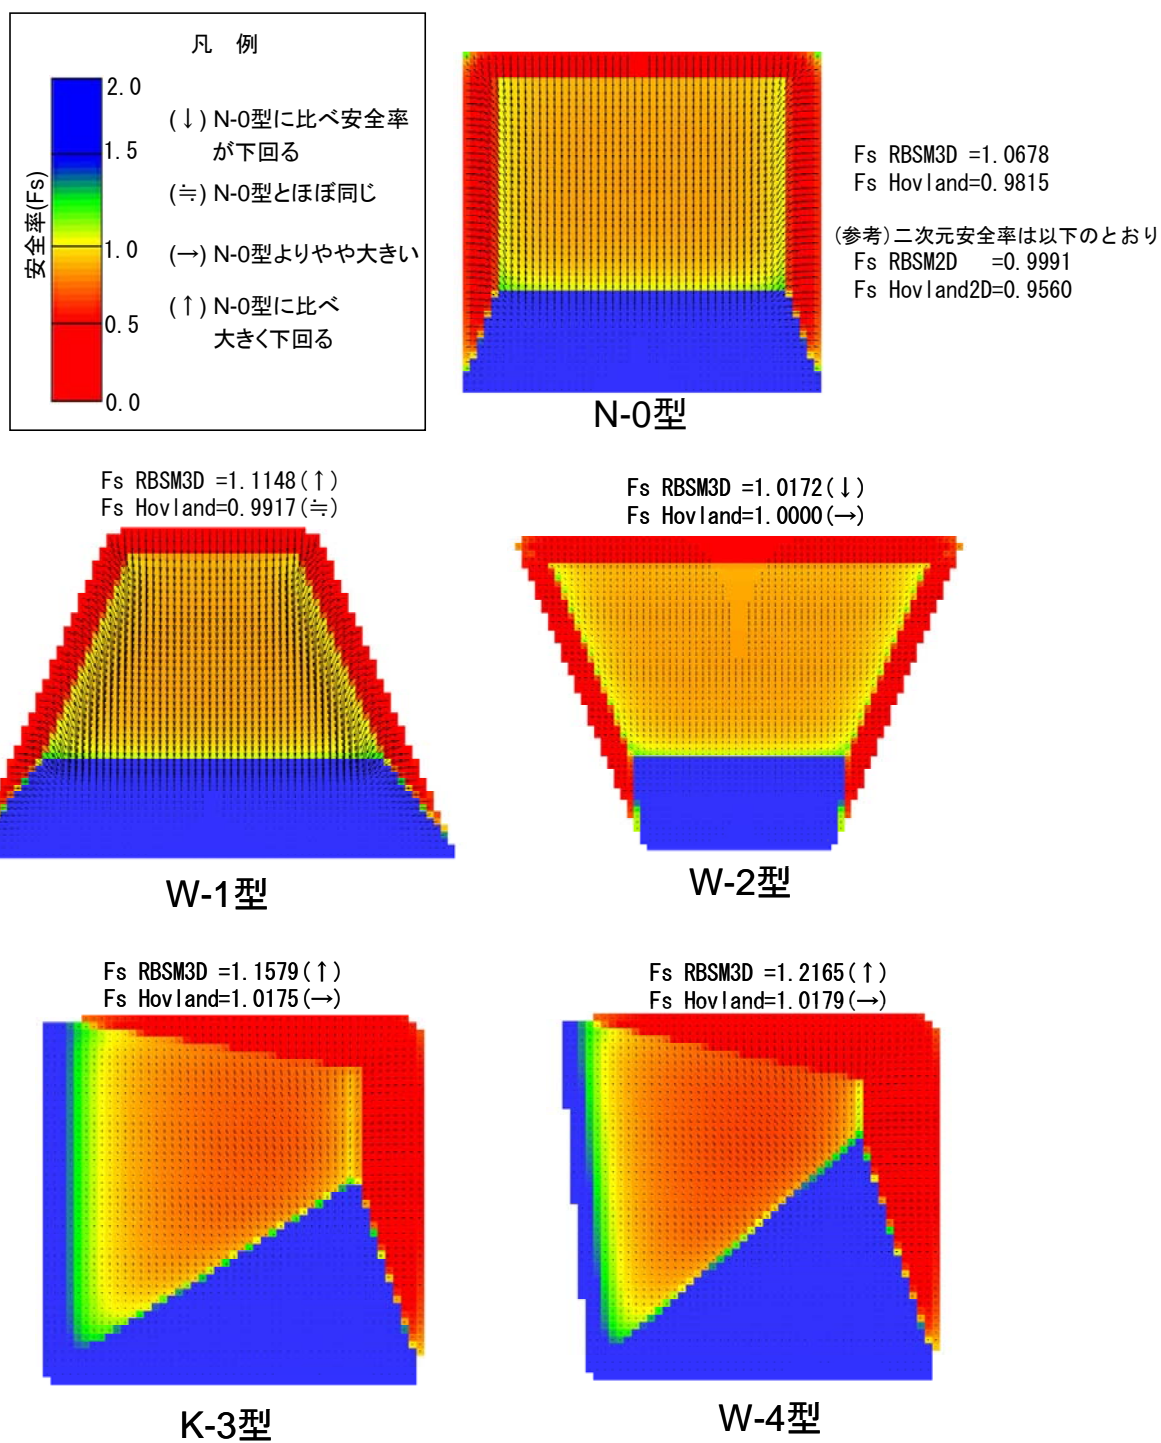 凡 例
2.0
1.5
1.0
0.5
0.0
安全率(Fs)
(↓) N-0型に比べ安全率
が下回る
(≒) N-0型とほぼ同じ
(→) N-0型よりやや大きい
(↑) N-0型に比べ
大きく下回る
Fs RBSM3D =1.0678
Fs Hovland=0.9815
(参考)二次元安全率は以下のとおり
Fs RBSM2D =0.9991
Fs Hovland2D=0.9560
N-0型
Fs RBSM3D =1.1148(↑)
Fs Hovland=0.9917(≒)
W-1型
Fs RBSM3D =1.0172(↓)
Fs Hovland=1.0000(→)
W-2型
Fs RBSM3D =1.1579(↑)
Fs Hovland=1.0175(→)
K-3型
Fs RBSM3D =1.2165(↑)
Fs Hovland=1.0179(→)
W-4型